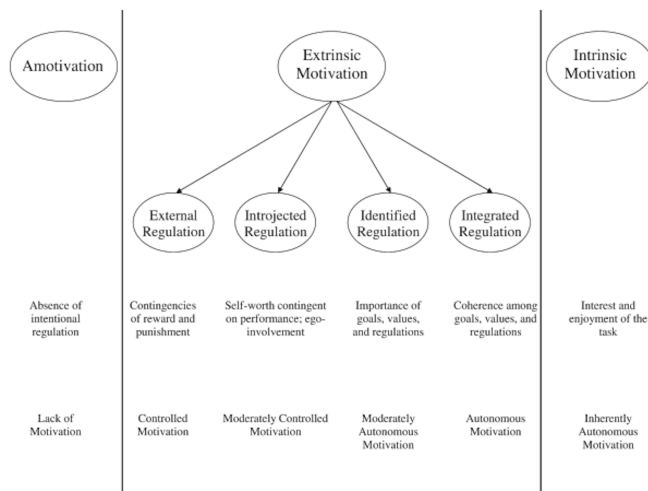 Amotivation
Extrinsic
Motivation
Intrinsic
Motivation
External
Regulation
Introjected
Regulation
Identified
Regulation
Integrated
Regulation
Absence of
intentional
regulation
Contingencies
of reward and
punishment
Self-worth contingent
on performance; ego-
involvement
Importance of
goals, values,
and regulations
Coherence among
goals, values, and
regulations
Interest and
enjoyment of the
task
Lack of
Motivation
Controlled
Motivation
Moderately Controlled
Motivation
Moderately
Autonomous
Motivation
Autonomous
Motivation
Inherently
Autonomous
Motivation